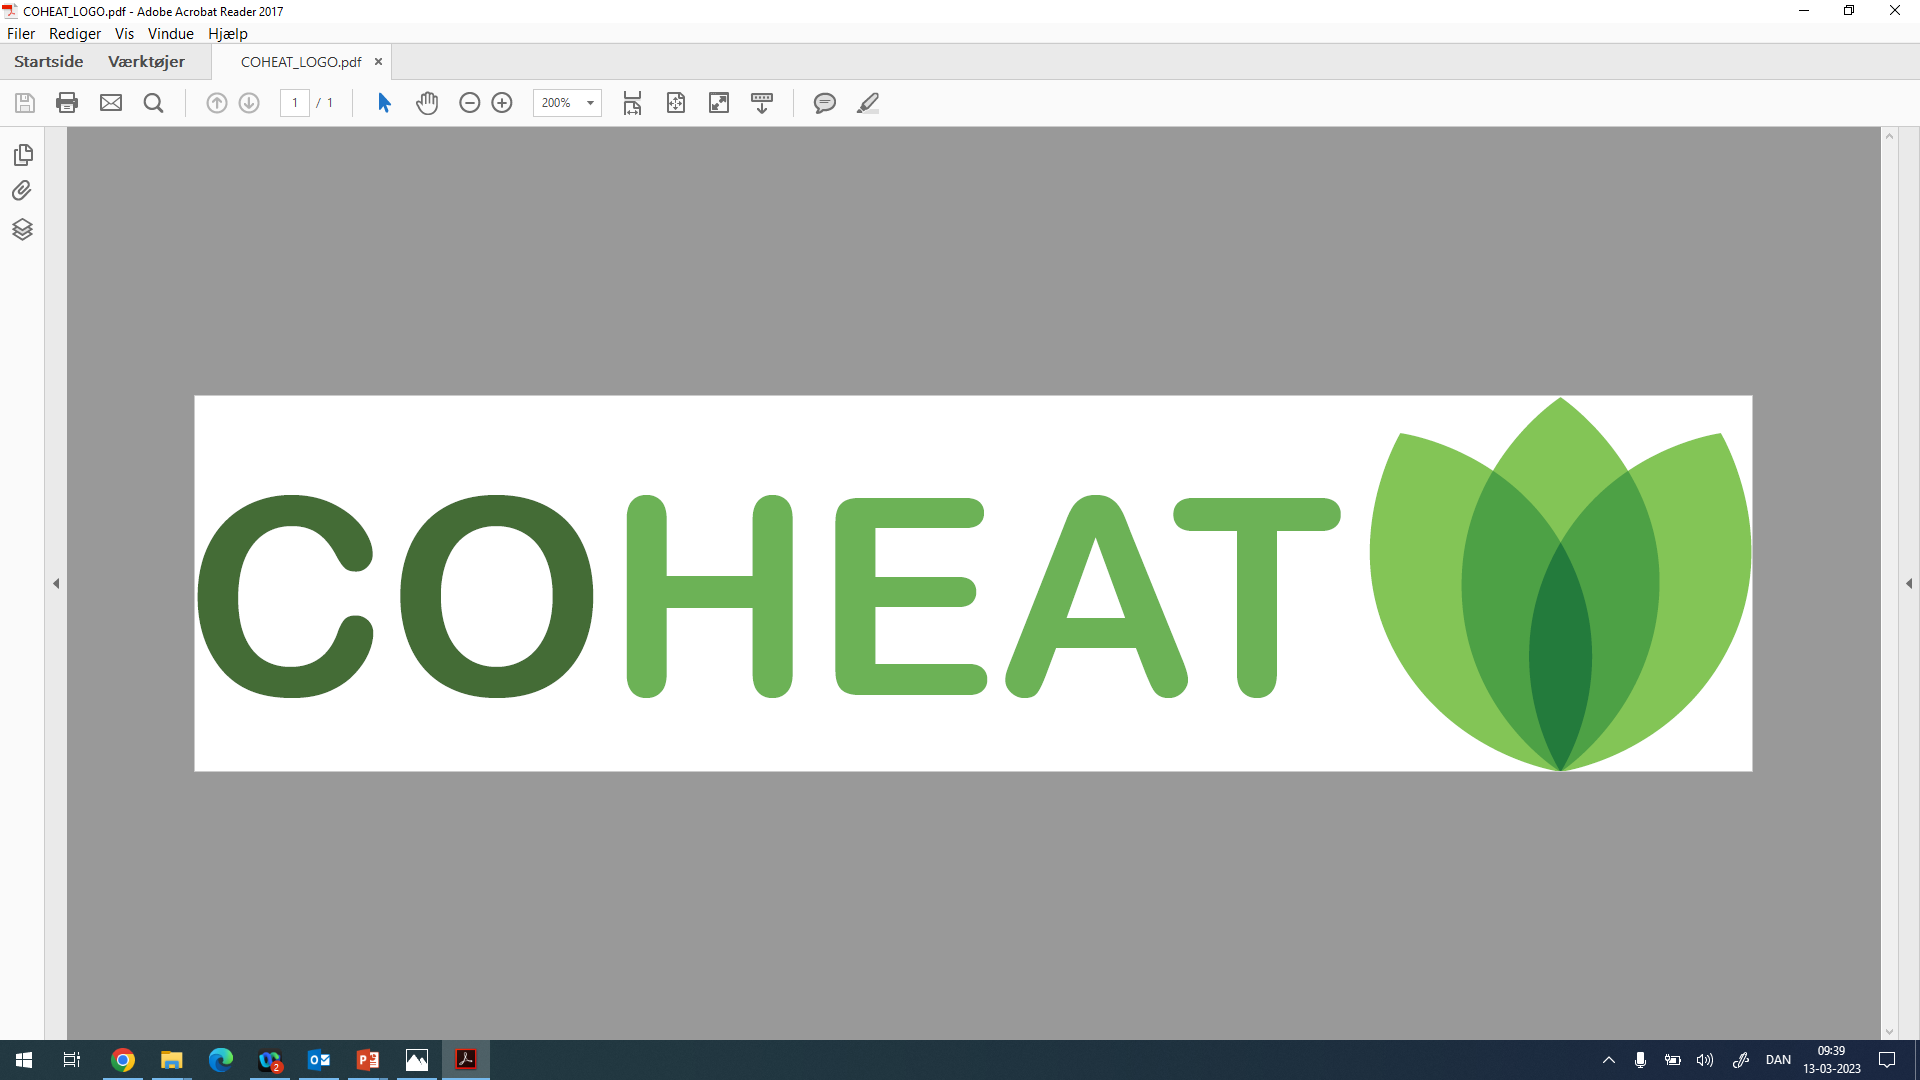 COHEAT_LOGO.pdf - Adobe Acrobat Reader 2017
Filer Rediger Vis Vindue Hjælp
Startside Værktøjer COHEAT_LOGO.pdf ×
1 / 1 200%
COHEAT
2 DAN 09:39
13-03-2023